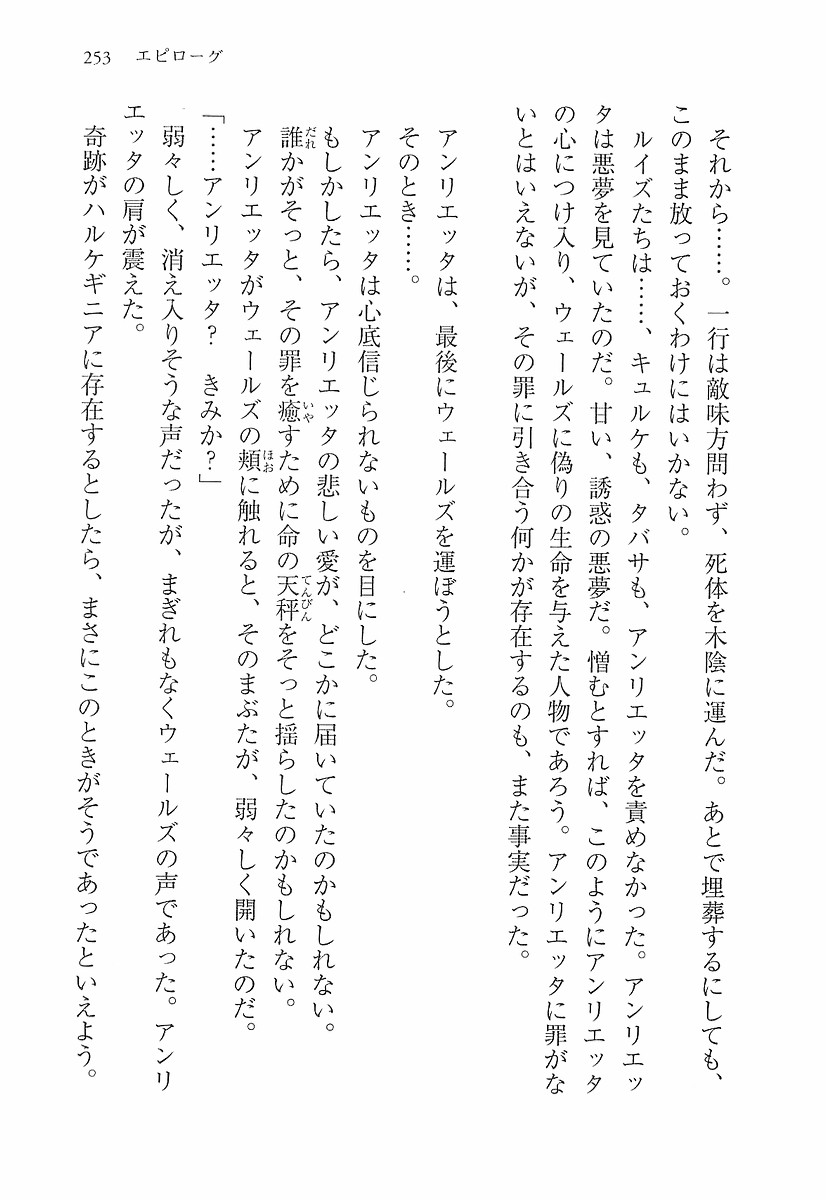 253 エピローグ
それから……。一行は敵味方問わず、死体を木陰に運んだ。あとで埋葬するにしても、
このまま放っておくわけにはいかない。
ルイズたちは……、キュルケも、タバサも、アンリエッタを責めなかった。アンリエッ
タは悪夢を見ていたのだ。甘い、誘惑の悪夢だ。憎むとすれば、このようにアンリエッタ
の心につけ入り、ウェールズに偽りの生命を与えた人物であろう。アンリエッタに罪がな
いとはいえないが、その罪に引き合う何かが存在するのも、また事実だった。
アンリエッタは、最後にウェールズを運ぼうとした。
そのとき……。
アンリエッタは心底信じられないものを目にした。
もしかしたら、アンリエッタの悲しい愛が、どこかに届いていたのかもしれない。
誰かがそっと、その罪を癒すために命の天秤をそっと揺らしたのかもしれない。
アンリエッタがウェールズの頬に触れると、そのまぶたが、弱々しく開いたのだ。
「……アンリエッタ？　きみか？」
弱々しく、消え入りそうな声だったが、まぎれもなくウェールズの声であった。アンリ
エッタの肩が震えた。
奇跡がハルケギニアに存在するとしたら、まさにこのときがそうであったといえよう。